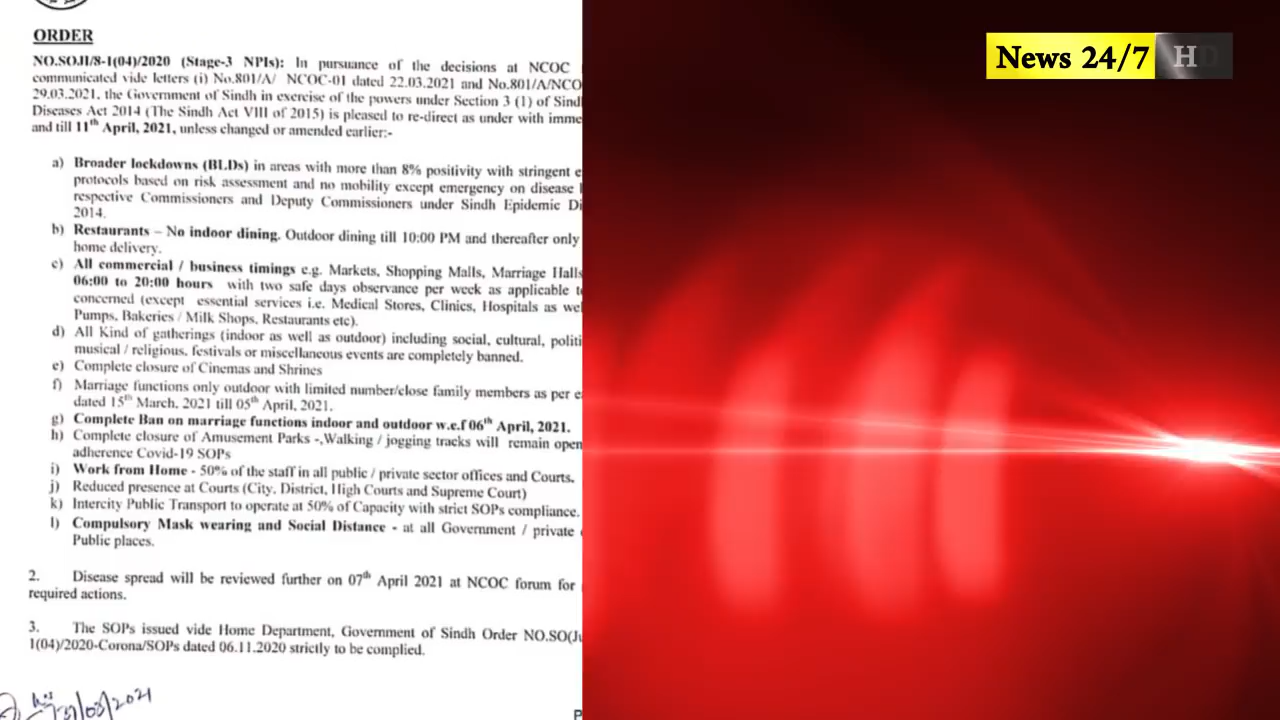 ORDER
NO.SOJI/8-1(04)/2020 (Stage-3 NPIs): In pursuance of the decisions at NCOC
communicated vide letters (i) No.801/A/ NCOC-01 dated 22.03.2021 and No.801/A/NCO
29.03.2021, the Government of Sindh in exercise of the powers under Section 3 (1) of Sind
Diseases Act 2014 (The Sindh Act VIII of 2015) is pleased to re-direct as under with imme
and till 11th April, 2021, unless changed or amended earlier:-
a) Broader lockdowns (BLDs) in areas with more than 8% positivity with stringent e
protocols based on risk assessment and no mobility except emergency on disease
respective Commissioners and Deputy Commissioners under Sindh Epidemic Di
2014.
b) Restaurants – No indoor dining. Outdoor dining till 10:00 PM and thereafter only
home delivery.
c) All commercial / business timings e.g. Markets, Shopping Malls, Marriage Halls
06:00 to 20:00 hours with two safe days observance per week as applicable t
concerned (except essential services i.e. Medical Stores, Clinics, Hospitals as wel
Pumps, Bakeries / Milk Shops, Restaurants etc).
d) All Kind of gatherings (indoor as well as outdoor) including social, cultural, politi
musical / religious, festivals or miscellaneous events are completely banned.
e) Complete closure of Cinemas and Shrines
f) Marriage functions only outdoor with limited number/close family members as per e
dated 15th March, 2021 till 05th April, 2021.
g) Complete Ban on marriage functions indoor and outdoor w.e.f 06th April, 2021.
h) Complete closure of Amusement Parks -,Walking / jogging tracks will remain open
adherence Covid-19 SOPs
i) Work from Home - 50% of the staff in all public / private sector offices and Courts,
j) Reduced presence at Courts (City, District, High Courts and Supreme Court)
k) Intercity Public Transport to operate at 50% of Capacity with strict SOPs compliance.
l) Compulsory Mask wearing and Social Distance - at all Government / private
Public places.
2. Disease spread will be reviewed further on 07th April 2021 at NCOC forum for
required actions.
3. The SOPs issued vide Home Department, Government of Sindh Order NO.SO(Ju
1(04)/2020-Corona/SOPs dated 06.11.2020 strictly to be complied.
P
News 24/7 HD